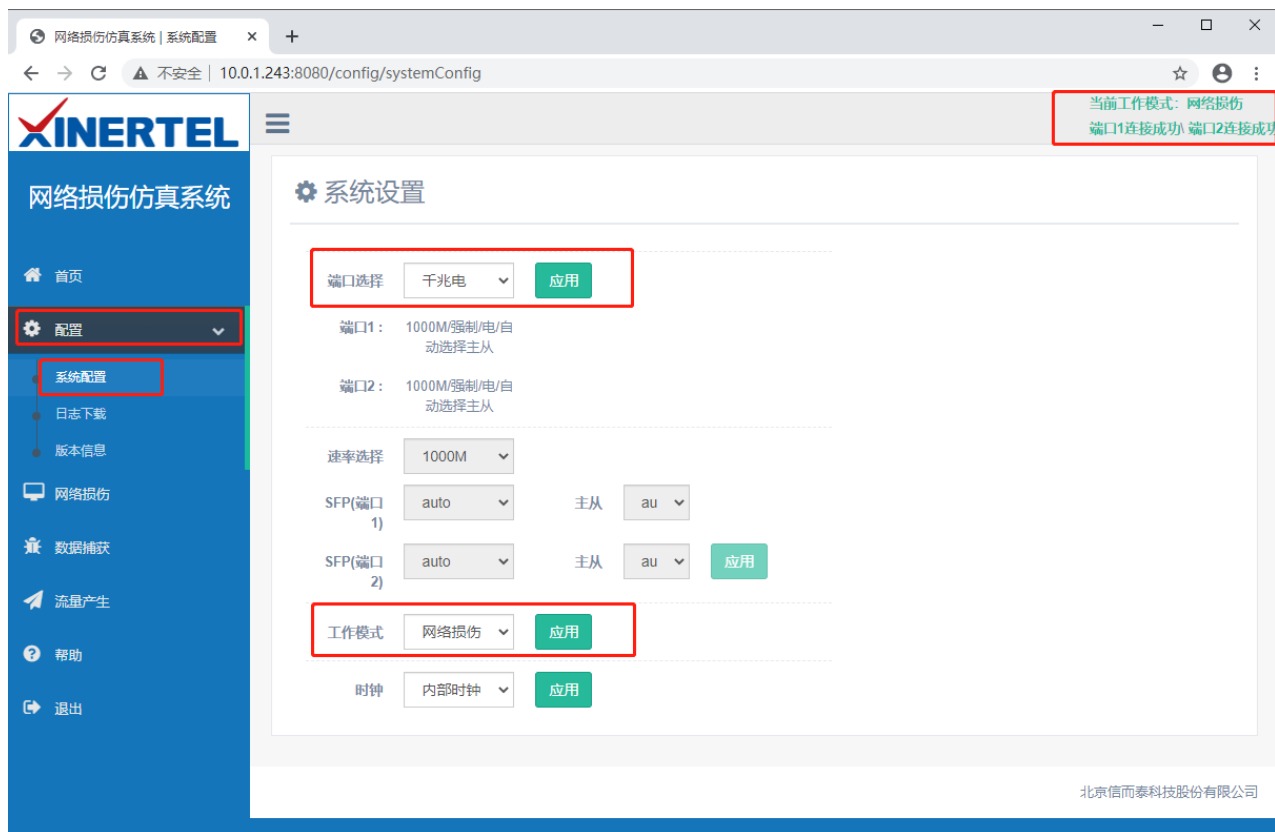 网络损伤仿真系统 | 系统配置
不安全 | 10.0.1.243:8080/config/systemConfig
XINERTEL
当前工作模式：网络损伤
端口1连接成功\ 端口2连接成功
网络损伤仿真系统
首页
配置
系统配置
日志下载
版本信息
网络损伤
数据捕获
流量产生
帮助
退出
系统设置
端口选择 千兆电 应用
端口1： 1000M/强制/电/自
动选择主从
端口2： 1000M/强制/电/自
动选择主从
速率选择 1000M
SFP(端口 auto 主从 au
1)
SFP(端口 auto 主从 au 应用
2)
工作模式 网络损伤 应用
时钟 内部时钟 应用
北京信而泰科技股份有限公司